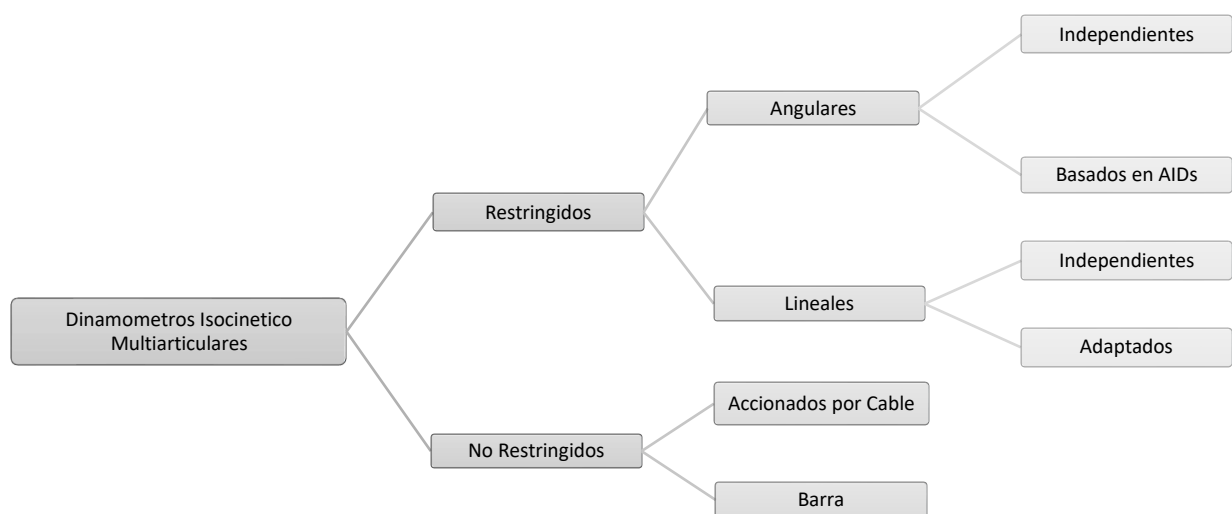 Dinamometros Isocinetico
Multiarticulares
Restringidos
Angulares
Independientes
Basados en AIDs
Lineales
Independientes
Adaptados
No Restringidos
Accionados por Cable
Barra